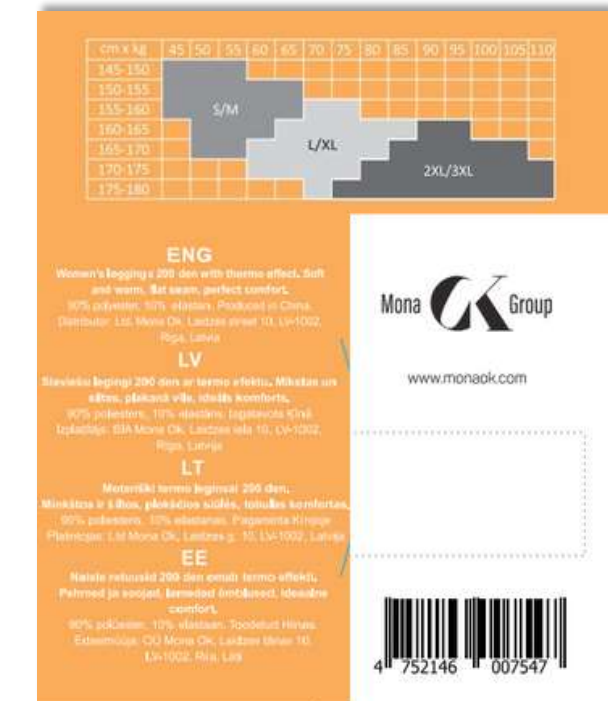 cm x kg 45 50 55 60 65 70 75 80 85 90 95 100 105 110
145-150
150-155
155-160
160-165
165-170
170-175
175-180
S/M
L/XL
2XL/3XL
ENG
Women's leggings 200 den with thermo effect. Soft
and warm, flat seam, perfect comfort.
90% polyester, 10% elastan. Produced in China.
Distributor: Ltd. Mona Ok, Laidzes street 10, LV-1002,
Riga, Latvia
LV
Sieviešu legingi 200 den ar termo efektu. Mīkstas un
siltas, plakanā vīle, ideāls komforts.
90% poliesters, 10% elastāns. Izgatavots Ķīnā.
Izplatītājs: SIA Mona Ok, Laidzes iela 10, LV-1002,
Rīga, Latvija
LT
Moteriški termo leginsai 200 den.
Minkštos ir šiltos, plokščios siūlės, tobulas komfortas.
90% poliesteris, 10% elastanas. Pagaminta Kinijoje
Platintojas: Ltd Mona Ok, Laidzes g. 10, LV-1002, Latvija
EE
Naiste retuusid 200 den omab termo effekti.
Pehmed ja soojad, lamedad õmblused, ideaalne
comfort.
90% polüester, 10% elastaan. Toodetud Hiinas.
Edasimüüja: OÜ Mona Ok, Laidzes tänav 10,
LV-1002, Riia, Läti
Mona OK Group
www.monaok.com
4 752146 007547